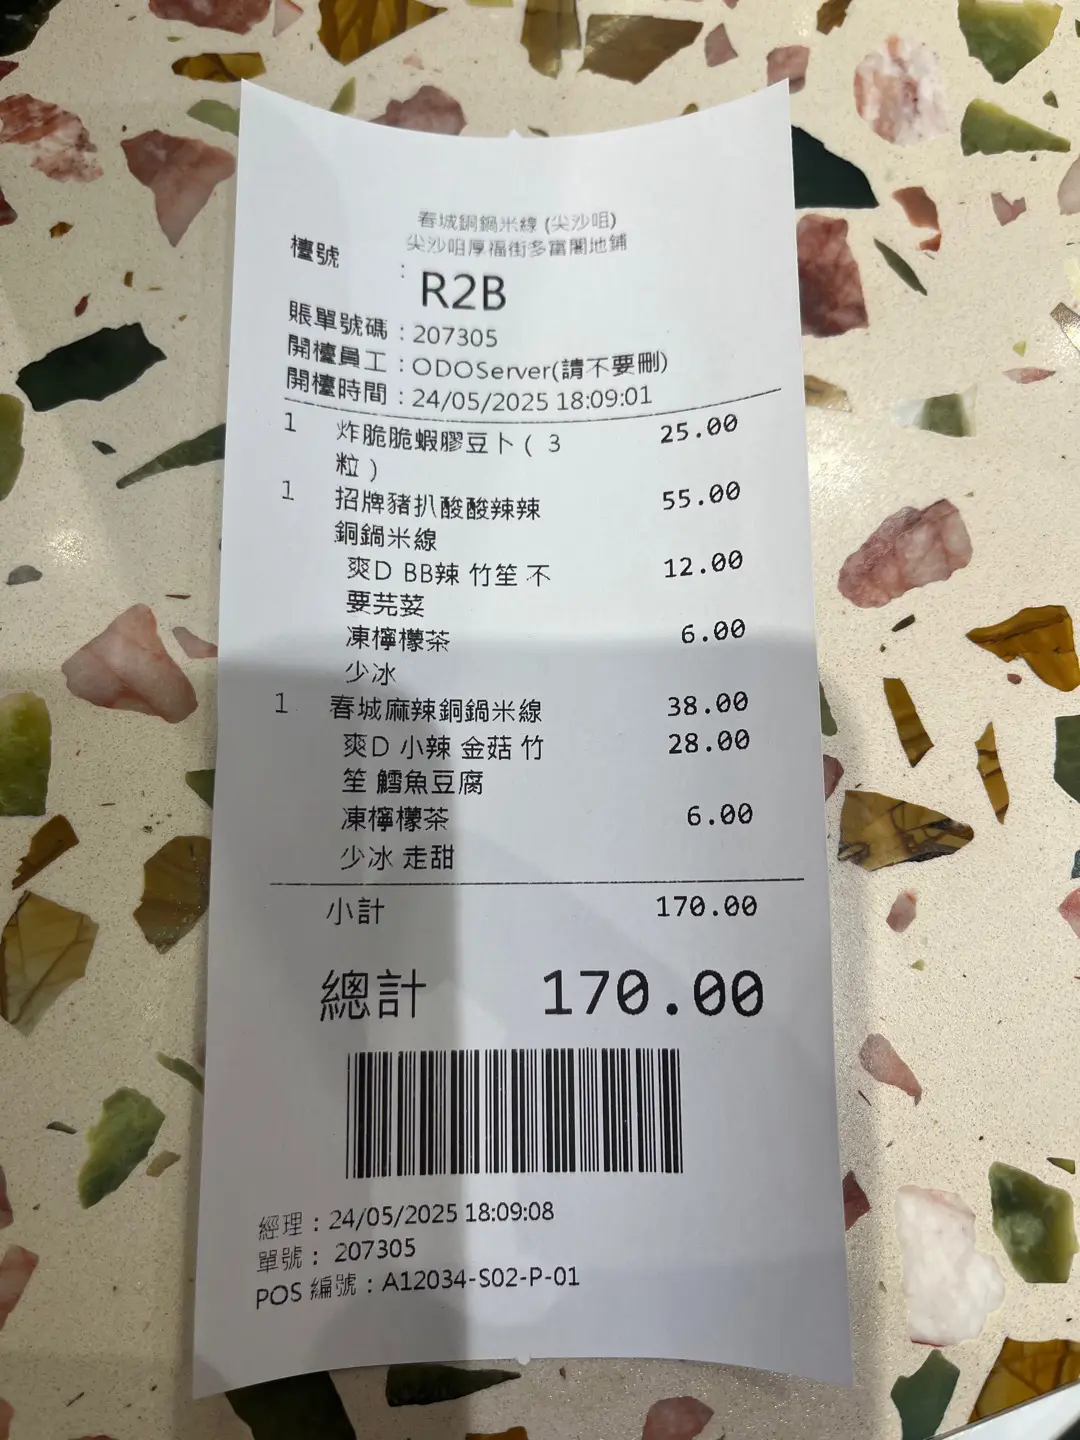 春城銅鍋米線 (尖沙咀)
尖沙咀厚福街多富閣地鋪
檯號 : R2B
賬單號碼 : 207305
開檯員工 : ODOServer(請不要刪)
開檯時間 : 24/05/2025 18:09:01
1 炸脆脆蝦膠豆卜 ( 3 25.00
粒 )
1 招牌豬扒酸酸辣辣 55.00
銅鍋米線
爽D BB辣 竹笙 不 12.00
要芫荽
凍檸檬茶 6.00
少冰
1 春城麻辣銅鍋米線 38.00
爽D 小辣 金菇 竹 28.00
笙 鱈魚豆腐
凍檸檬茶 6.00
少冰 走甜
小計 170.00
總計 170.00
經理 : 24/05/2025 18:09:08
單號 : 207305
POS 編號 : A12034-S02-P-01